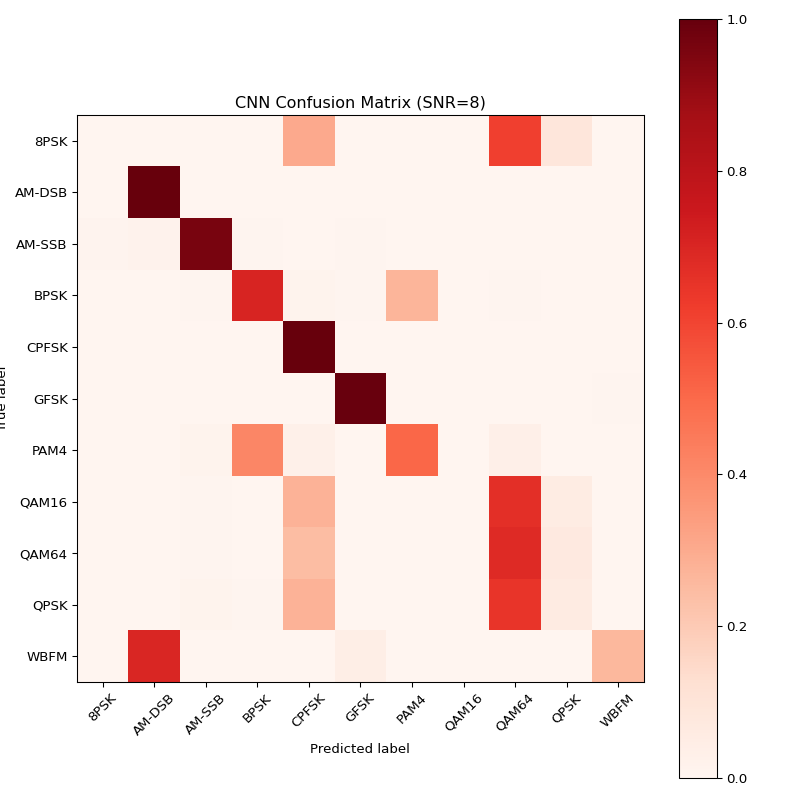 CNN Confusion Matrix (SNR=8)
8PSK
AM-DSB
AM-SSB
BPSK
CPFSK
GFSK
PAM4
QAM16
QAM64
QPSK
WBFM
8PSK
AM-DSB
AM-SSB
BPSK
CPFSK
GFSK
PAM4
QAM16
QAM64
QPSK
WBFM
Predicted label
label
1.0
0.8
0.6
0.4
0.2
0.0